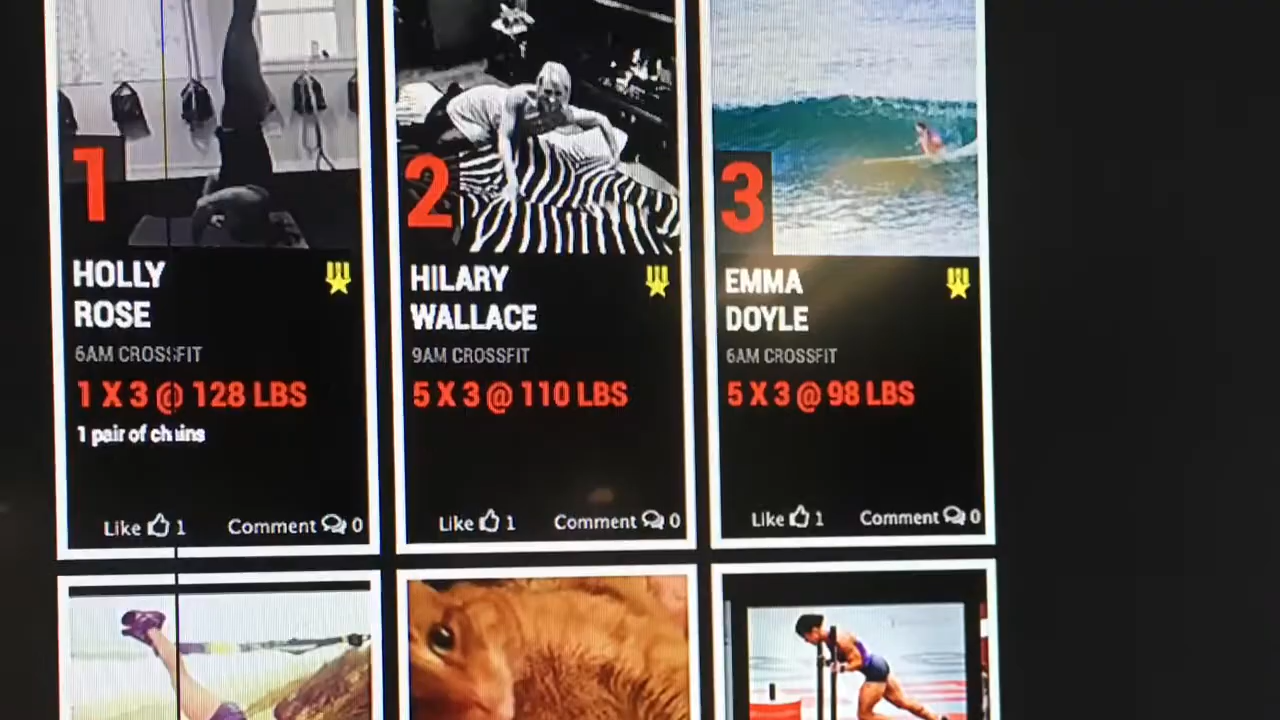 1
HOLLY
ROSE
6AM CROSSFIT
1 X 3 @ 128 LBS
1 pair of chains
Like 1 Comment 0
2
HILARY
WALLACE
9AM CROSSFIT
5 X 3 @ 110 LBS
Like 1 Comment 0
3
EMMA
DOYLE
6AM CROSSFIT
5 X 3 @ 98 LBS
Like 1 Comment 0